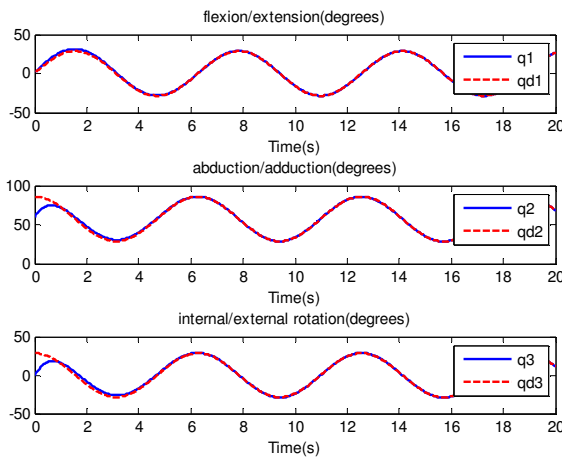 flexion/extension(degrees)
50
0
-50
q1
qd1
0 2 4 6 8 10 12 14 16 18 20
Time(s)
abduction/adduction(degrees)
100
50
0
q2
qd2
0 2 4 6 8 10 12 14 16 18 20
Time(s)
internal/external rotation(degrees)
50
0
-50
q3
qd3
0 2 4 6 8 10 12 14 16 18 20
Time(s)